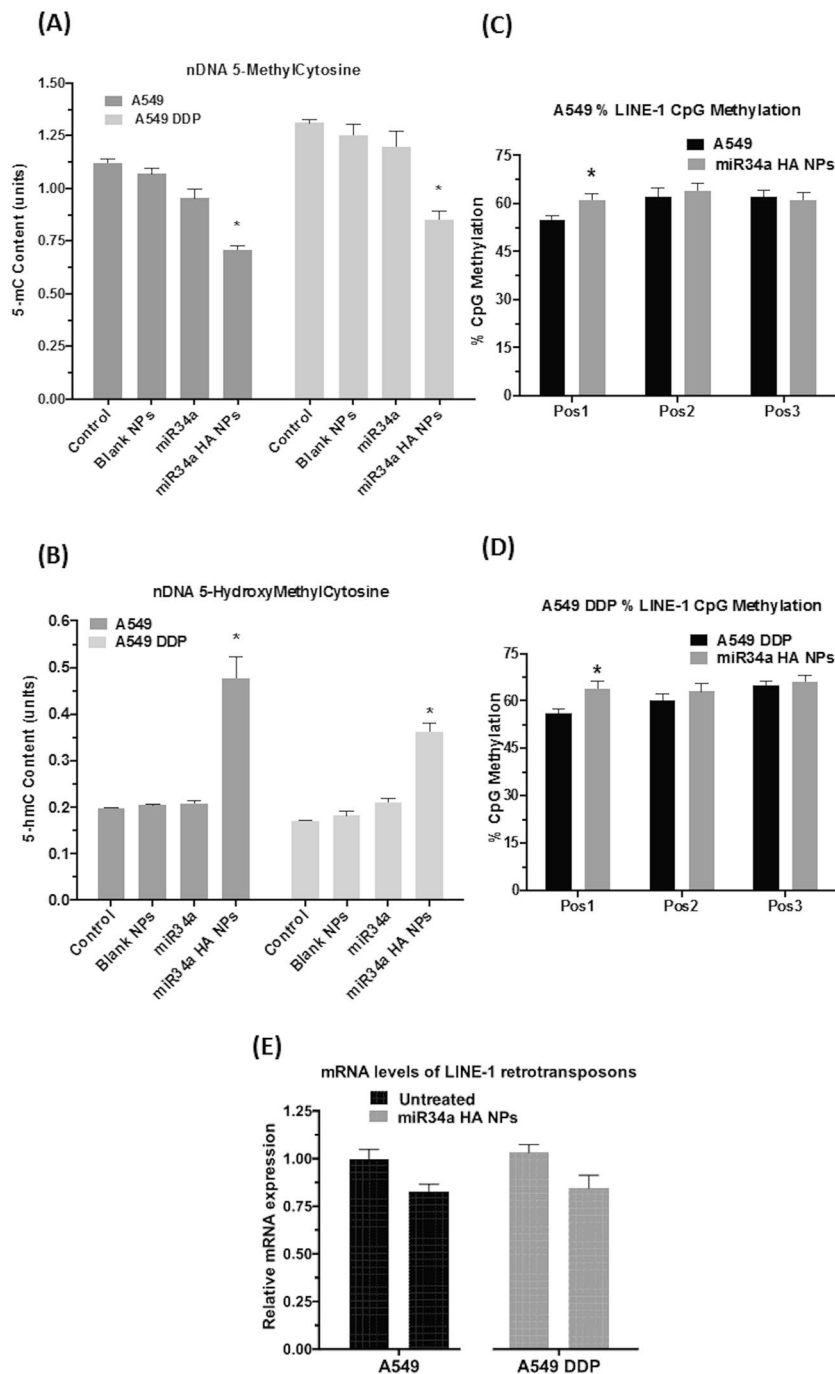 (A)
nDNA 5-MethylCytosine
A549
A549 DDP
1.50
1.25
1.00
0.75
0.50
0.25
0.00
5-mC Content (units)
*
*
Control
Blank NPs
miR34a
miR34a HA NPs
Control
Blank NPs
miR34a
miR34a HA NPs
(C)
A549 % LINE-1 CpG Methylation
A549
miR34a HA NPs
75
60
45
30
15
0
% CpG Methylation
*
Pos1
Pos2
Pos3
(B)
nDNA 5-HydroxyMethylCytosine
A549
A549 DDP
0.6
0.5
0.4
0.3
0.2
0.1
0.0
5-hmC Content (units)
*
*
Control
Blank NPs
miR34a
miR34a HA NPs
Control
Blank NPs
miR34a
miR34a HA NPs
(D)
A549 DDP % LINE-1 CpG Methylation
A549 DDP
miR34a HA NPs
75
60
45
30
15
0
% CpG Methylation
*
Pos1
Pos2
Pos3
(E)
mRNA levels of LINE-1 retrotransposons
Untreated
miR34a HA NPs
1.25
1.00
0.75
0.50
0.25
0.00
Relative mRNA expression
A549
A549 DDP